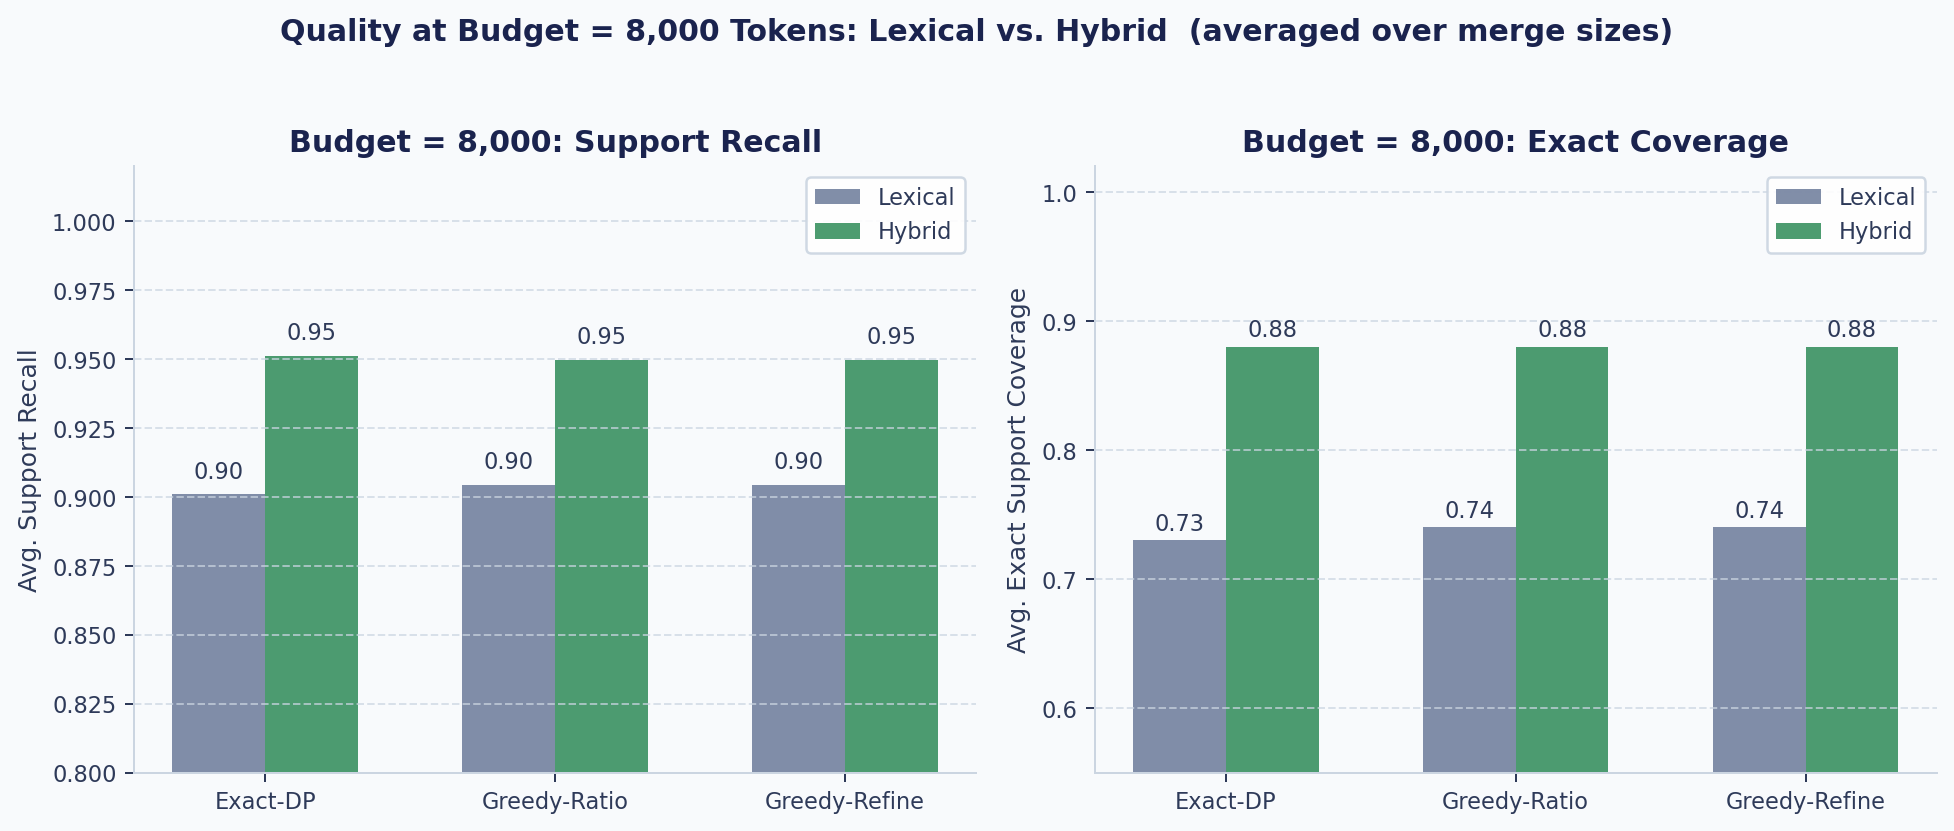 Quality at Budget = 8,000 Tokens: Lexical vs. Hybrid  (averaged over merge sizes)
Budget = 8,000: Support Recall
Avg. Support Recall
1.000
0.975
0.950
0.925
0.900
0.875
0.850
0.825
0.800
Lexical
Hybrid
0.90
0.95
0.90
0.95
0.90
0.95
Exact-DP
Greedy-Ratio
Greedy-Refine
Budget = 8,000: Exact Coverage
Avg. Exact Support Coverage
1.0
0.9
0.8
0.7
0.6
Lexical
Hybrid
0.73
0.88
0.74
0.88
0.74
0.88
Exact-DP
Greedy-Ratio
Greedy-Refine